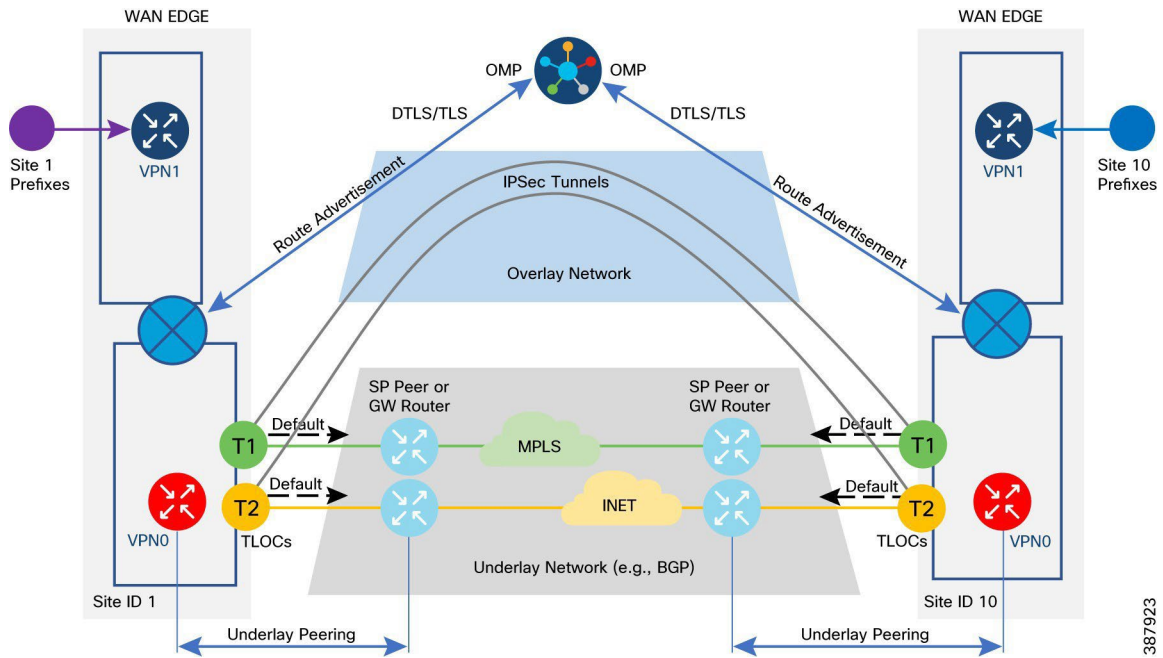 WAN EDGE
WAN EDGE
OMP
OMP
DTLS/TLS
DTLS/TLS
Site 1
Prefixes
VPN1
VPN1
Site 10
Prefixes
IPSec Tunnels
Route Advertisement
Route Advertisement
Overlay Network
SP Peer or
GW Router
SP Peer or
GW Router
T1
Default
MPLS
Default
T1
T2
Default
INET
Default
T2
VPN0
TLOCs
TLOCs
VPN0
Underlay Network (e.g., BGP)
Site ID 1
Site ID 10
Underlay Peering
Underlay Peering
387923